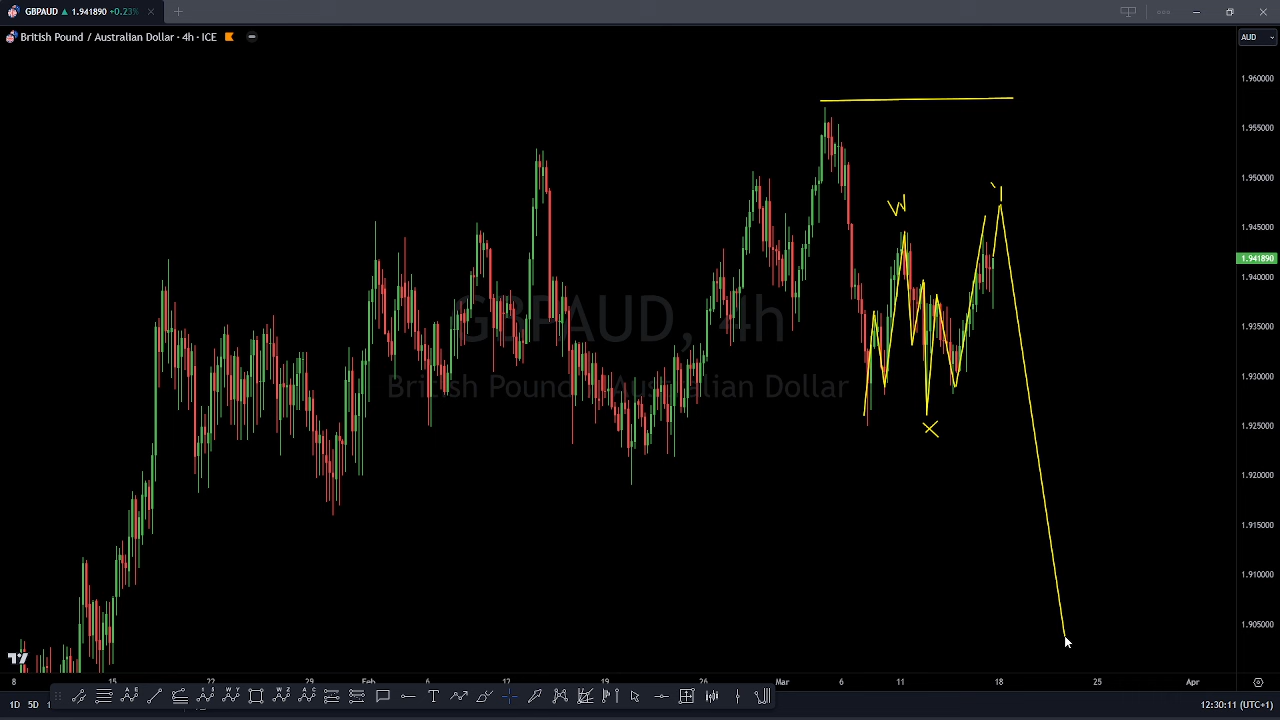 GBPAUD ▲ 1.941890 +0.23%
British Pound / Australian Dollar · 4h · ICE
AUD
1.960000
1.955000
1.950000
1.945000
1.941890
1.940000
1.935000
1.930000
1.925000
1.920000
1.915000
1.910000
1.905000
W
X
GBPAUD, 4h
British Pound / Australian Dollar
8
15
22
29
Feb
6
12
19
26
Mar
6
11
18
25
Apr
1D 5D
12:30:11 (UTC+1)